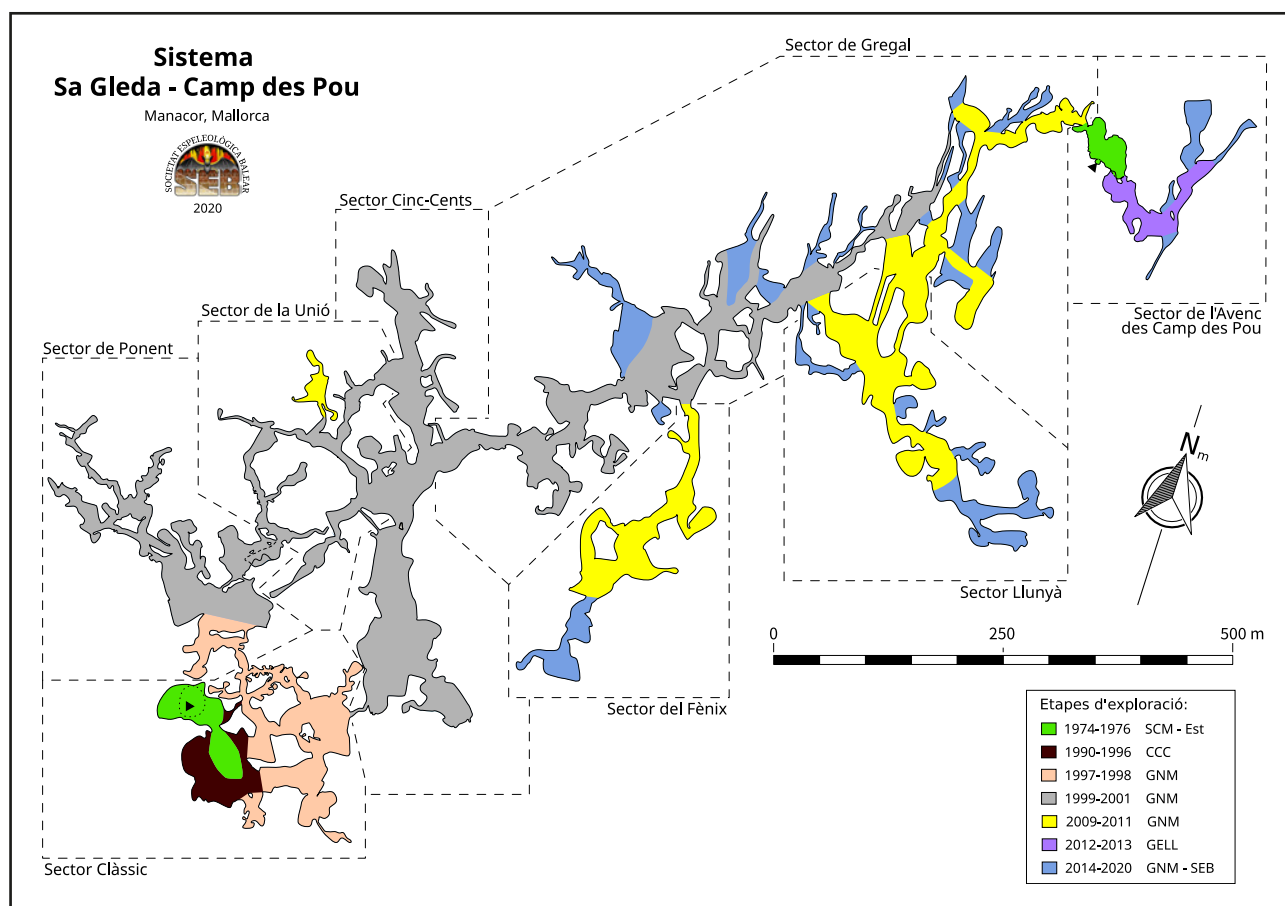 Sistema
Sa Gleda - Camp des Pou
Manacor, Mallorca
SOCIETAT ESPELEOLÒGICA BALEAR
SEB
2020
Sector de Gregal
Sector Cinc-Cents
Sector de la Unió
Sector de Ponent
Sector de l'Avenc
des Camp des Pou
Nm
Sector Llunyà
0 250 500 m
Sector del Fènix
Sector Clàssic
Etapes d'exploració:
1974-1976 SCM - Est
1990-1996 CCC
1997-1998 GNM
1999-2001 GNM
2009-2011 GNM
2012-2013 GELL
2014-2020 GNM - SEB